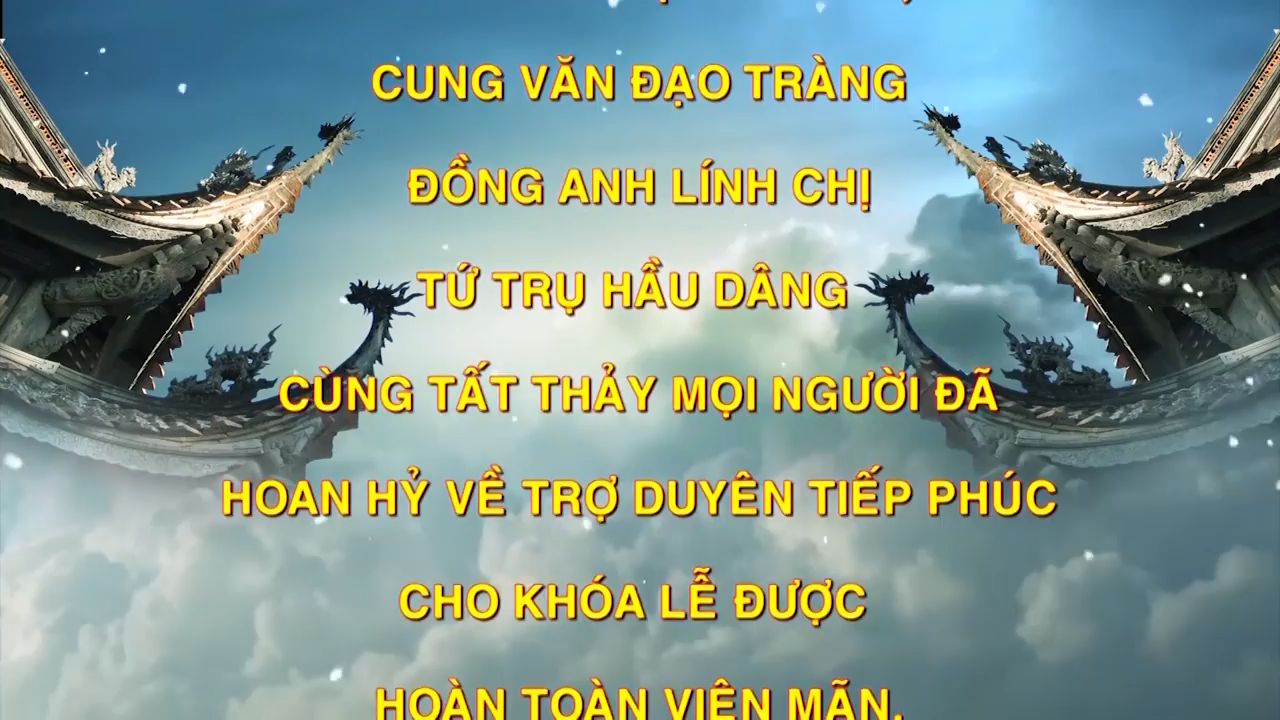 CUNG VĂN ĐẠO TRÀNG
ĐỒNG ANH LÍNH CHỊ
TỨ TRỤ HẦU DÂNG
CÙNG TẤT THẢY MỌI NGƯỜI ĐÃ
HOAN HỶ VỀ TRỢ DUYÊN TIẾP PHÚC
CHO KHÓA LỄ ĐƯỢC
HOÀN TOÀN VIÊN MÃN.